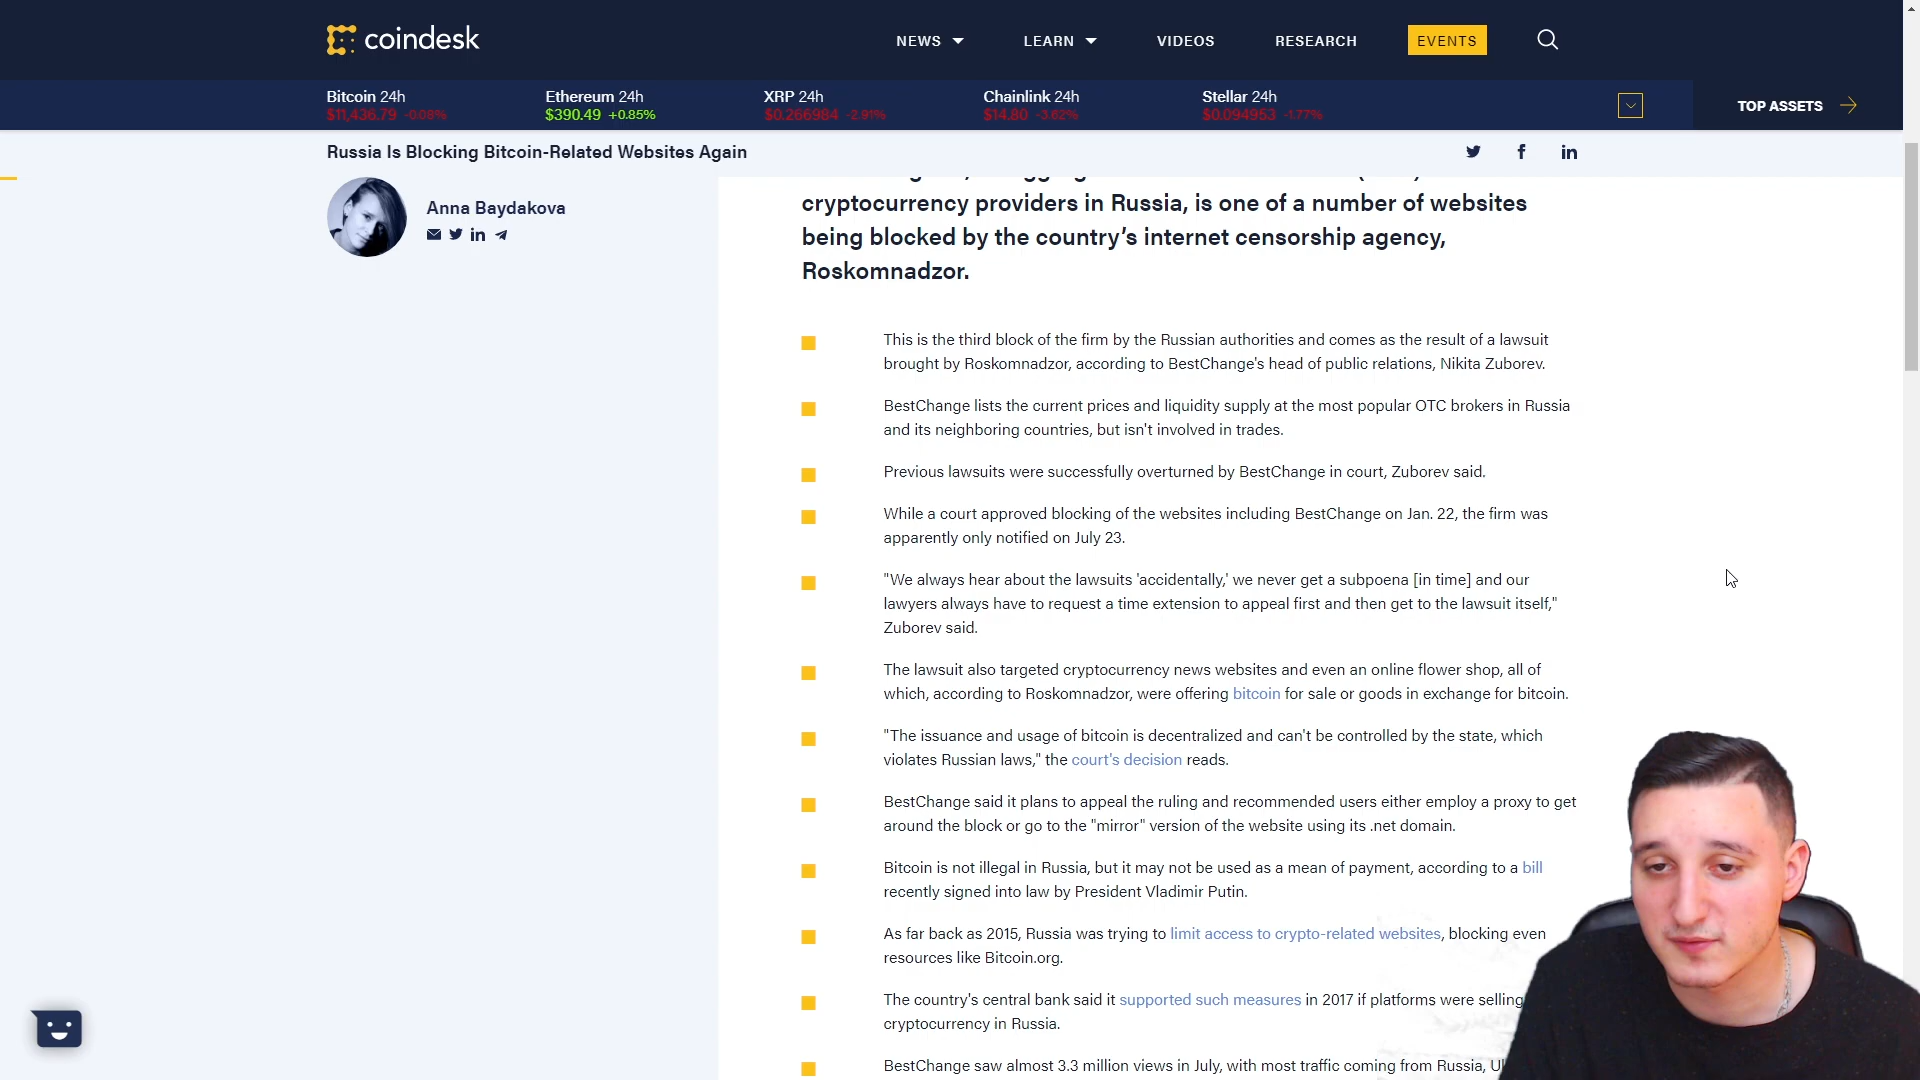 coindesk
NEWS
LEARN
VIDEOS
RESEARCH
EVENTS
Bitcoin 24h
$11,436.79 -0.08%
Ethereum 24h
$390.49 +0.85%
XRP 24h
$0.266984 -2.91%
Chainlink 24h
$14.80 -3.62%
Stellar 24h
$0.094953 -1.77%
TOP ASSETS
Russia Is Blocking Bitcoin-Related Websites Again
Anna Baydakova
cryptocurrency providers in Russia, is one of a number of websites
being blocked by the country’s internet censorship agency,
Roskomnadzor.
This is the third block of the firm by the Russian authorities and comes as the result of a lawsuit
brought by Roskomnadzor, according to BestChange's head of public relations, Nikita Zuborev.
BestChange lists the current prices and liquidity supply at the most popular OTC brokers in Russia
and its neighboring countries, but isn't involved in trades.
Previous lawsuits were successfully overturned by BestChange in court, Zuborev said.
While a court approved blocking of the websites including BestChange on Jan. 22, the firm was
apparently only notified on July 23.
"We always hear about the lawsuits 'accidentally,' we never get a subpoena [in time] and our
lawyers always have to request a time extension to appeal first and then get to the lawsuit itself,"
Zuborev said.
The lawsuit also targeted cryptocurrency news websites and even an online flower shop, all of
which, according to Roskomnadzor, were offering bitcoin for sale or goods in exchange for bitcoin.
"The issuance and usage of bitcoin is decentralized and can't be controlled by the state, which
violates Russian laws," the court's decision reads.
BestChange said it plans to appeal the ruling and recommended users either employ a proxy to get
around the block or go to the "mirror" version of the website using its .net domain.
Bitcoin is not illegal in Russia, but it may not be used as a mean of payment, according to a bill
recently signed into law by President Vladimir Putin.
As far back as 2015, Russia was trying to limit access to crypto-related websites, blocking even
resources like Bitcoin.org.
The country's central bank said it supported such measures in 2017 if platforms were selling
cryptocurrency in Russia.
BestChange saw almost 3.3 million views in July, with most traffic coming from Russia,